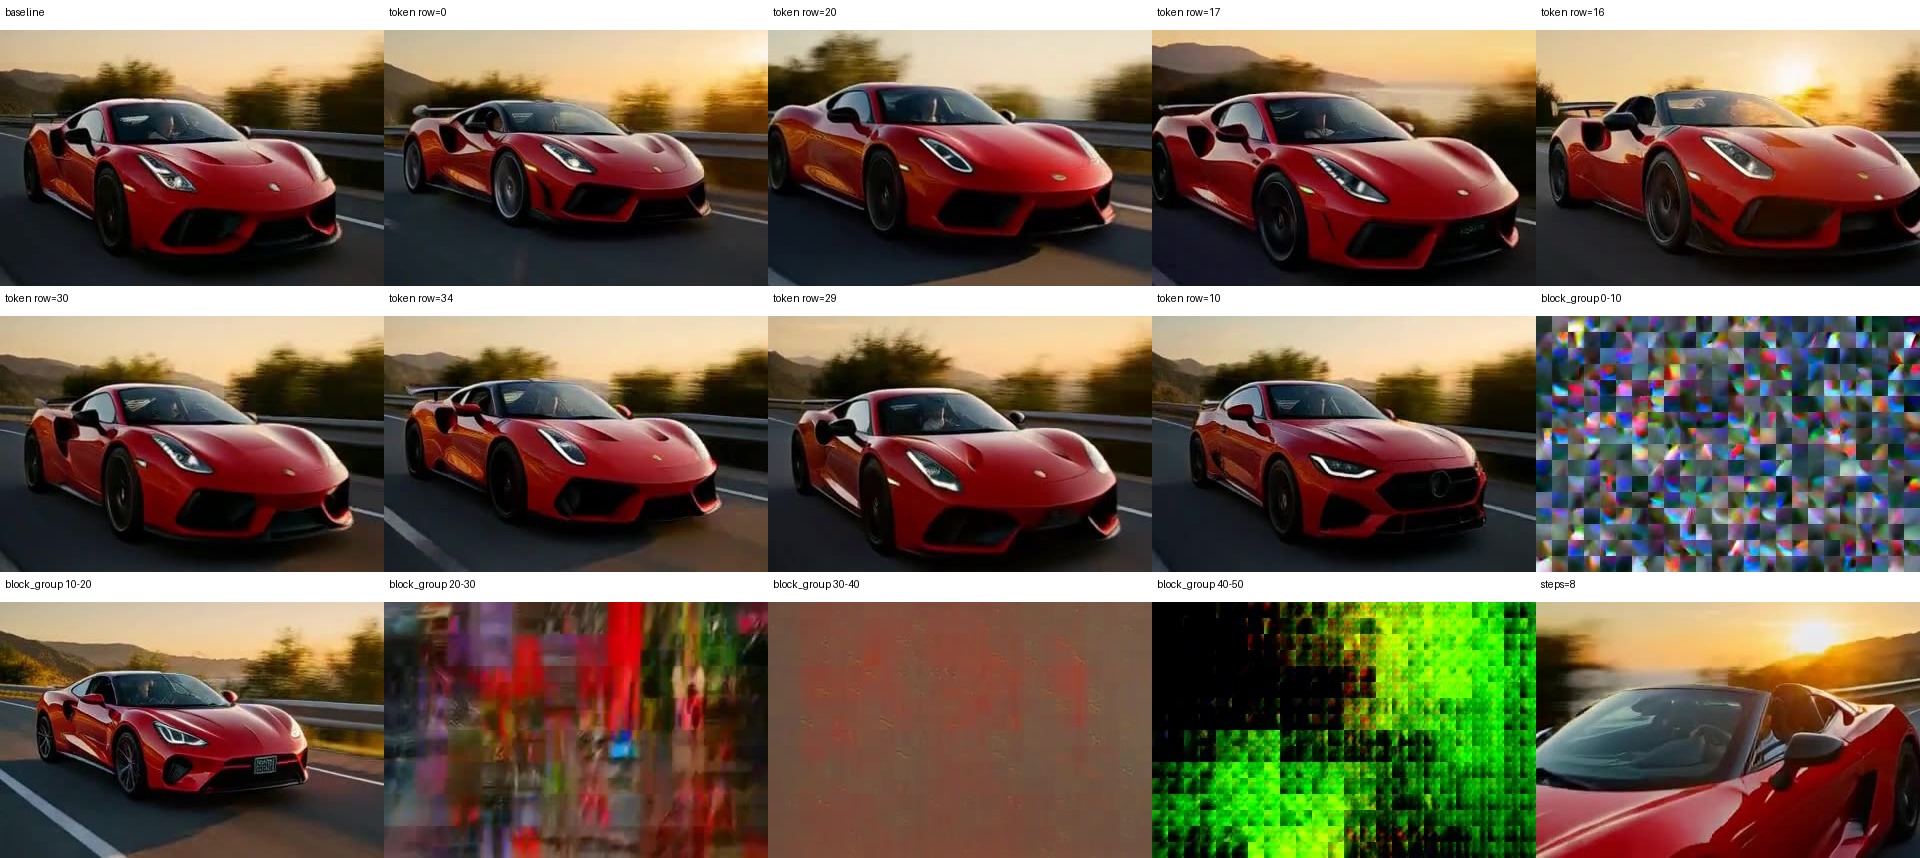 baseline
token row=0
token row=20
token row=17
token row=16
token row=30
token row=34
token row=29
token row=10
block_group 0-10
block_group 10-20
block_group 20-30
block_group 30-40
block_group 40-50
steps=8